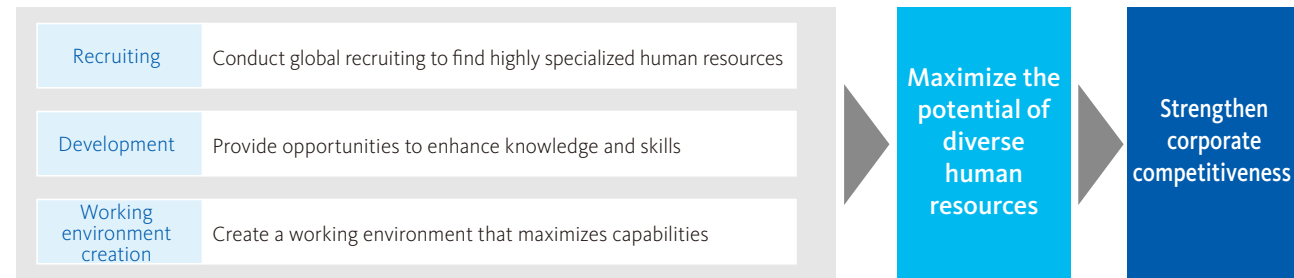 Recruiting
Conduct global recruiting to find highly specialized human resources
Development
Provide opportunities to enhance knowledge and skills
Working
environment
creation
Create a working environment that maximizes capabilities
Maximize the
potential of
diverse
human
resources
Strengthen
corporate
competitiveness